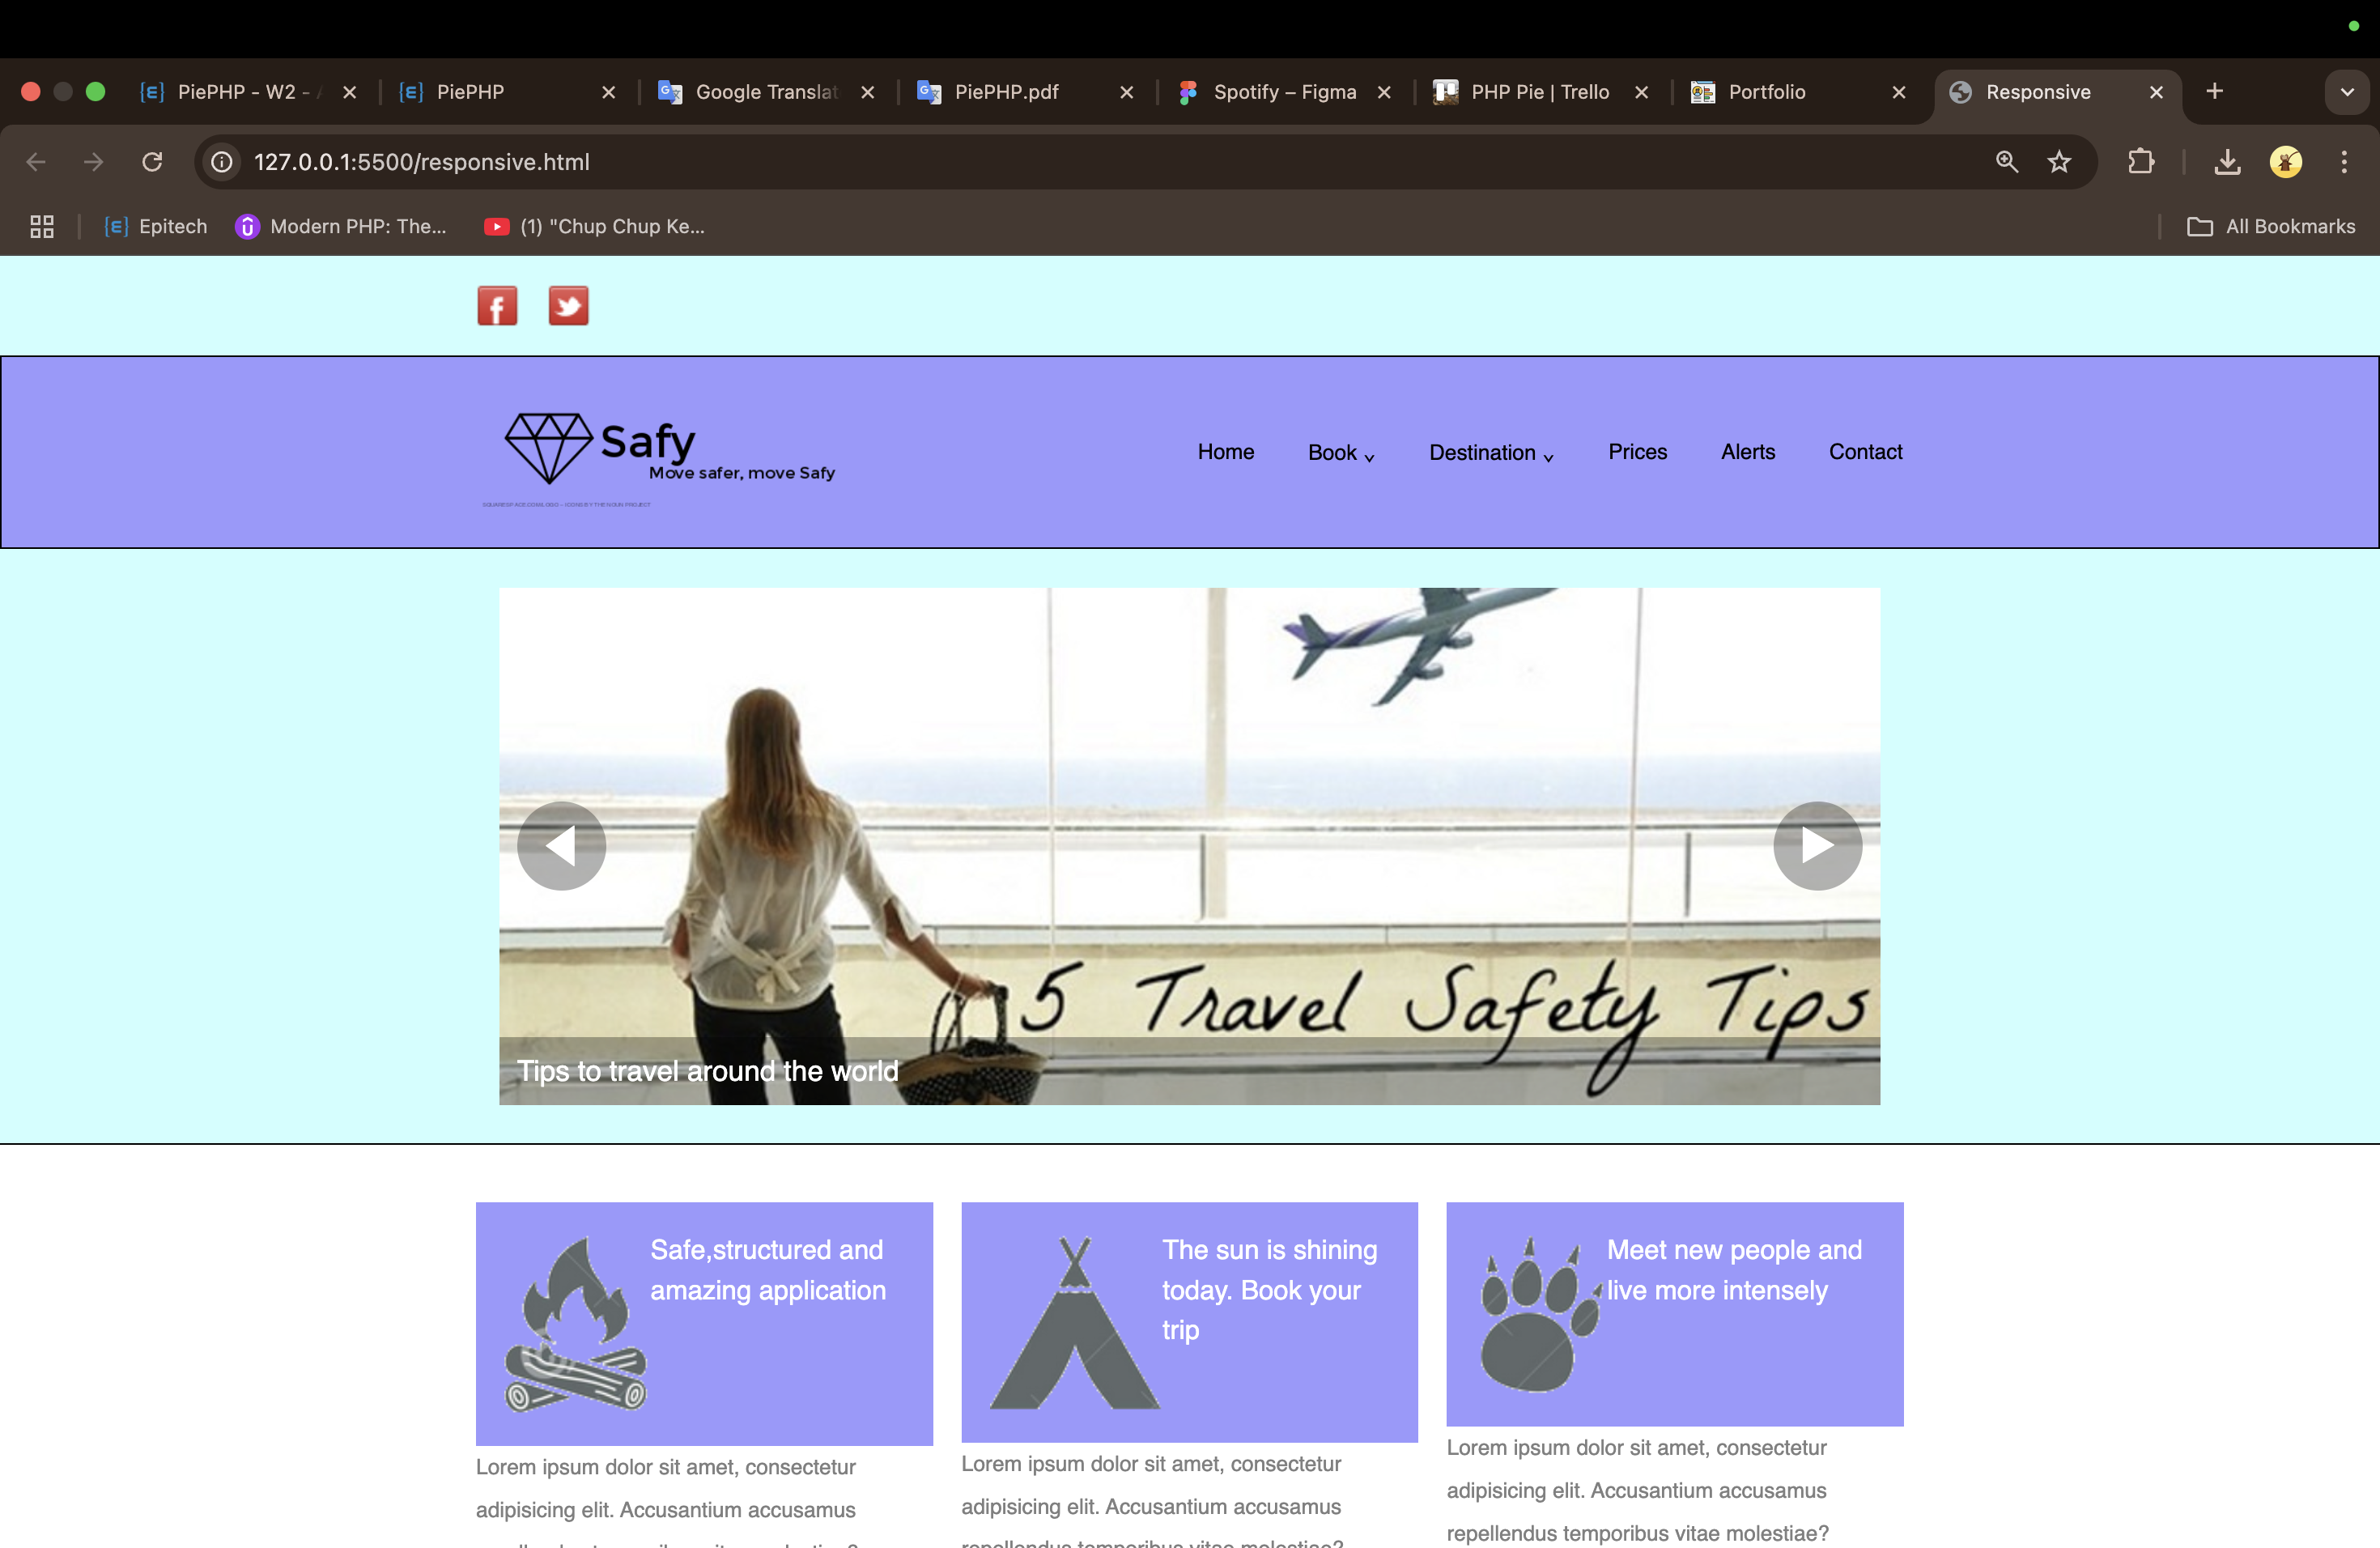 PiePHP - W2 - A
PiePHP
Google Translat
PiePHP.pdf
Spotify – Figma
PHP Pie | Trello
Portfolio
Responsive
127.0.0.1:5500/responsive.html
Epitech
Modern PHP: The...
(1) "Chup Chup Ke...
All Bookmarks
Safy
Move safer, move Safy
Home
Book
Destination
Prices
Alerts
Contact
5 Travel Safety Tips
Tips to travel around the world
Safe,structured and
amazing application
The sun is shining
today. Book your
trip
Meet new people and
live more intensely
Lorem ipsum dolor sit amet, consectetur
adipisicing elit. Accusantium accusamus
Lorem ipsum dolor sit amet, consectetur
adipisicing elit. Accusantium accusamus
repellendus temporibus vitae molestiae?
Lorem ipsum dolor sit amet, consectetur
adipisicing elit. Accusantium accusamus
repellendus temporibus vitae molestiae?